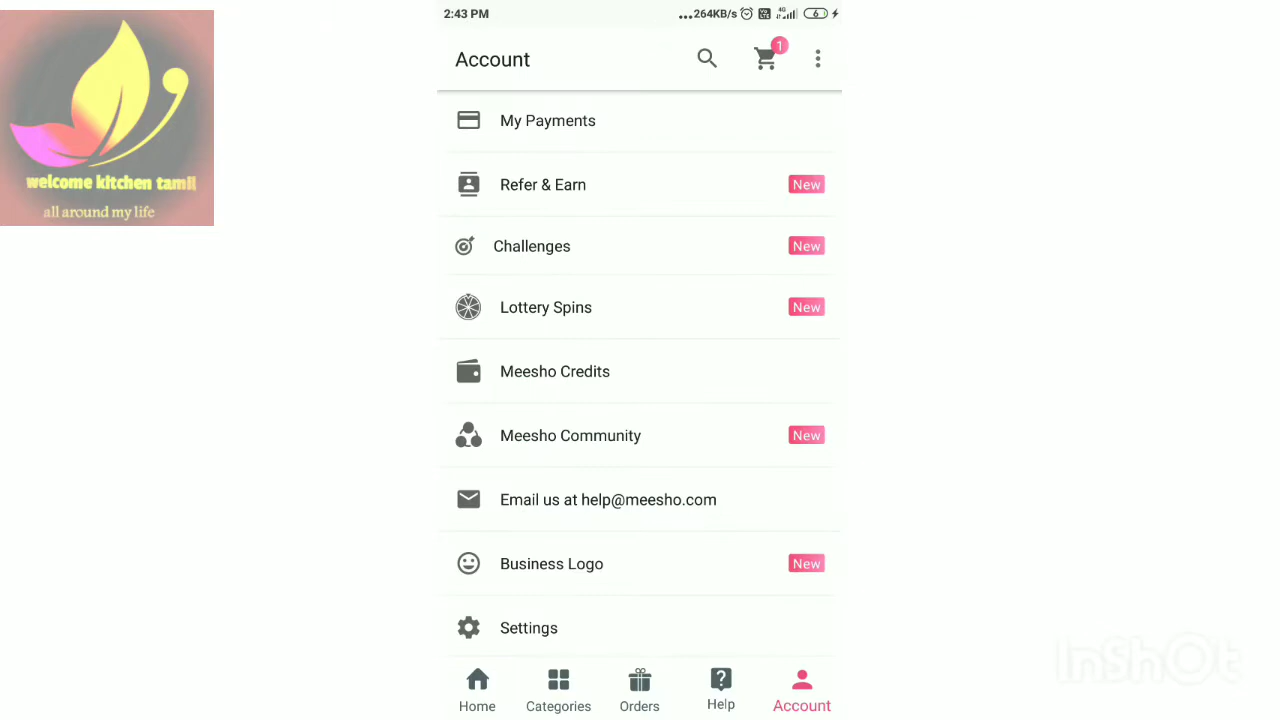 2:43 PM
264KB/s
4G
6
Account
1
welcome kitchen tamil
all around my life
My Payments
Refer & Earn
New
Challenges
New
Lottery Spins
New
Meesho Credits
Meesho Community
New
Email us at help@meesho.com
Business Logo
New
Settings
Home
Categories
Orders
Help
Account
InShOt